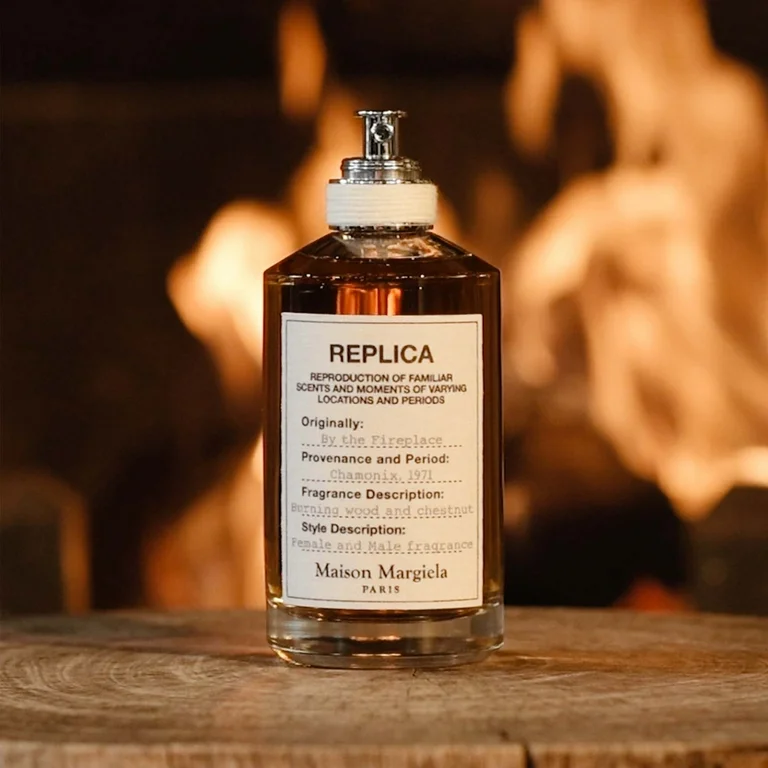 REPLICA
REPRODUCTION OF FAMILIAR
SCENTS AND MOMENTS OF VARYING
LOCATIONS AND PERIODS
Originally:
By the Fireplace
Provenance and Period:
Chamonix, 1971
Fragrance Description:
Burning wood and chestnut
Style Description:
Female and Male fragrance
Maison Margiela
PARIS